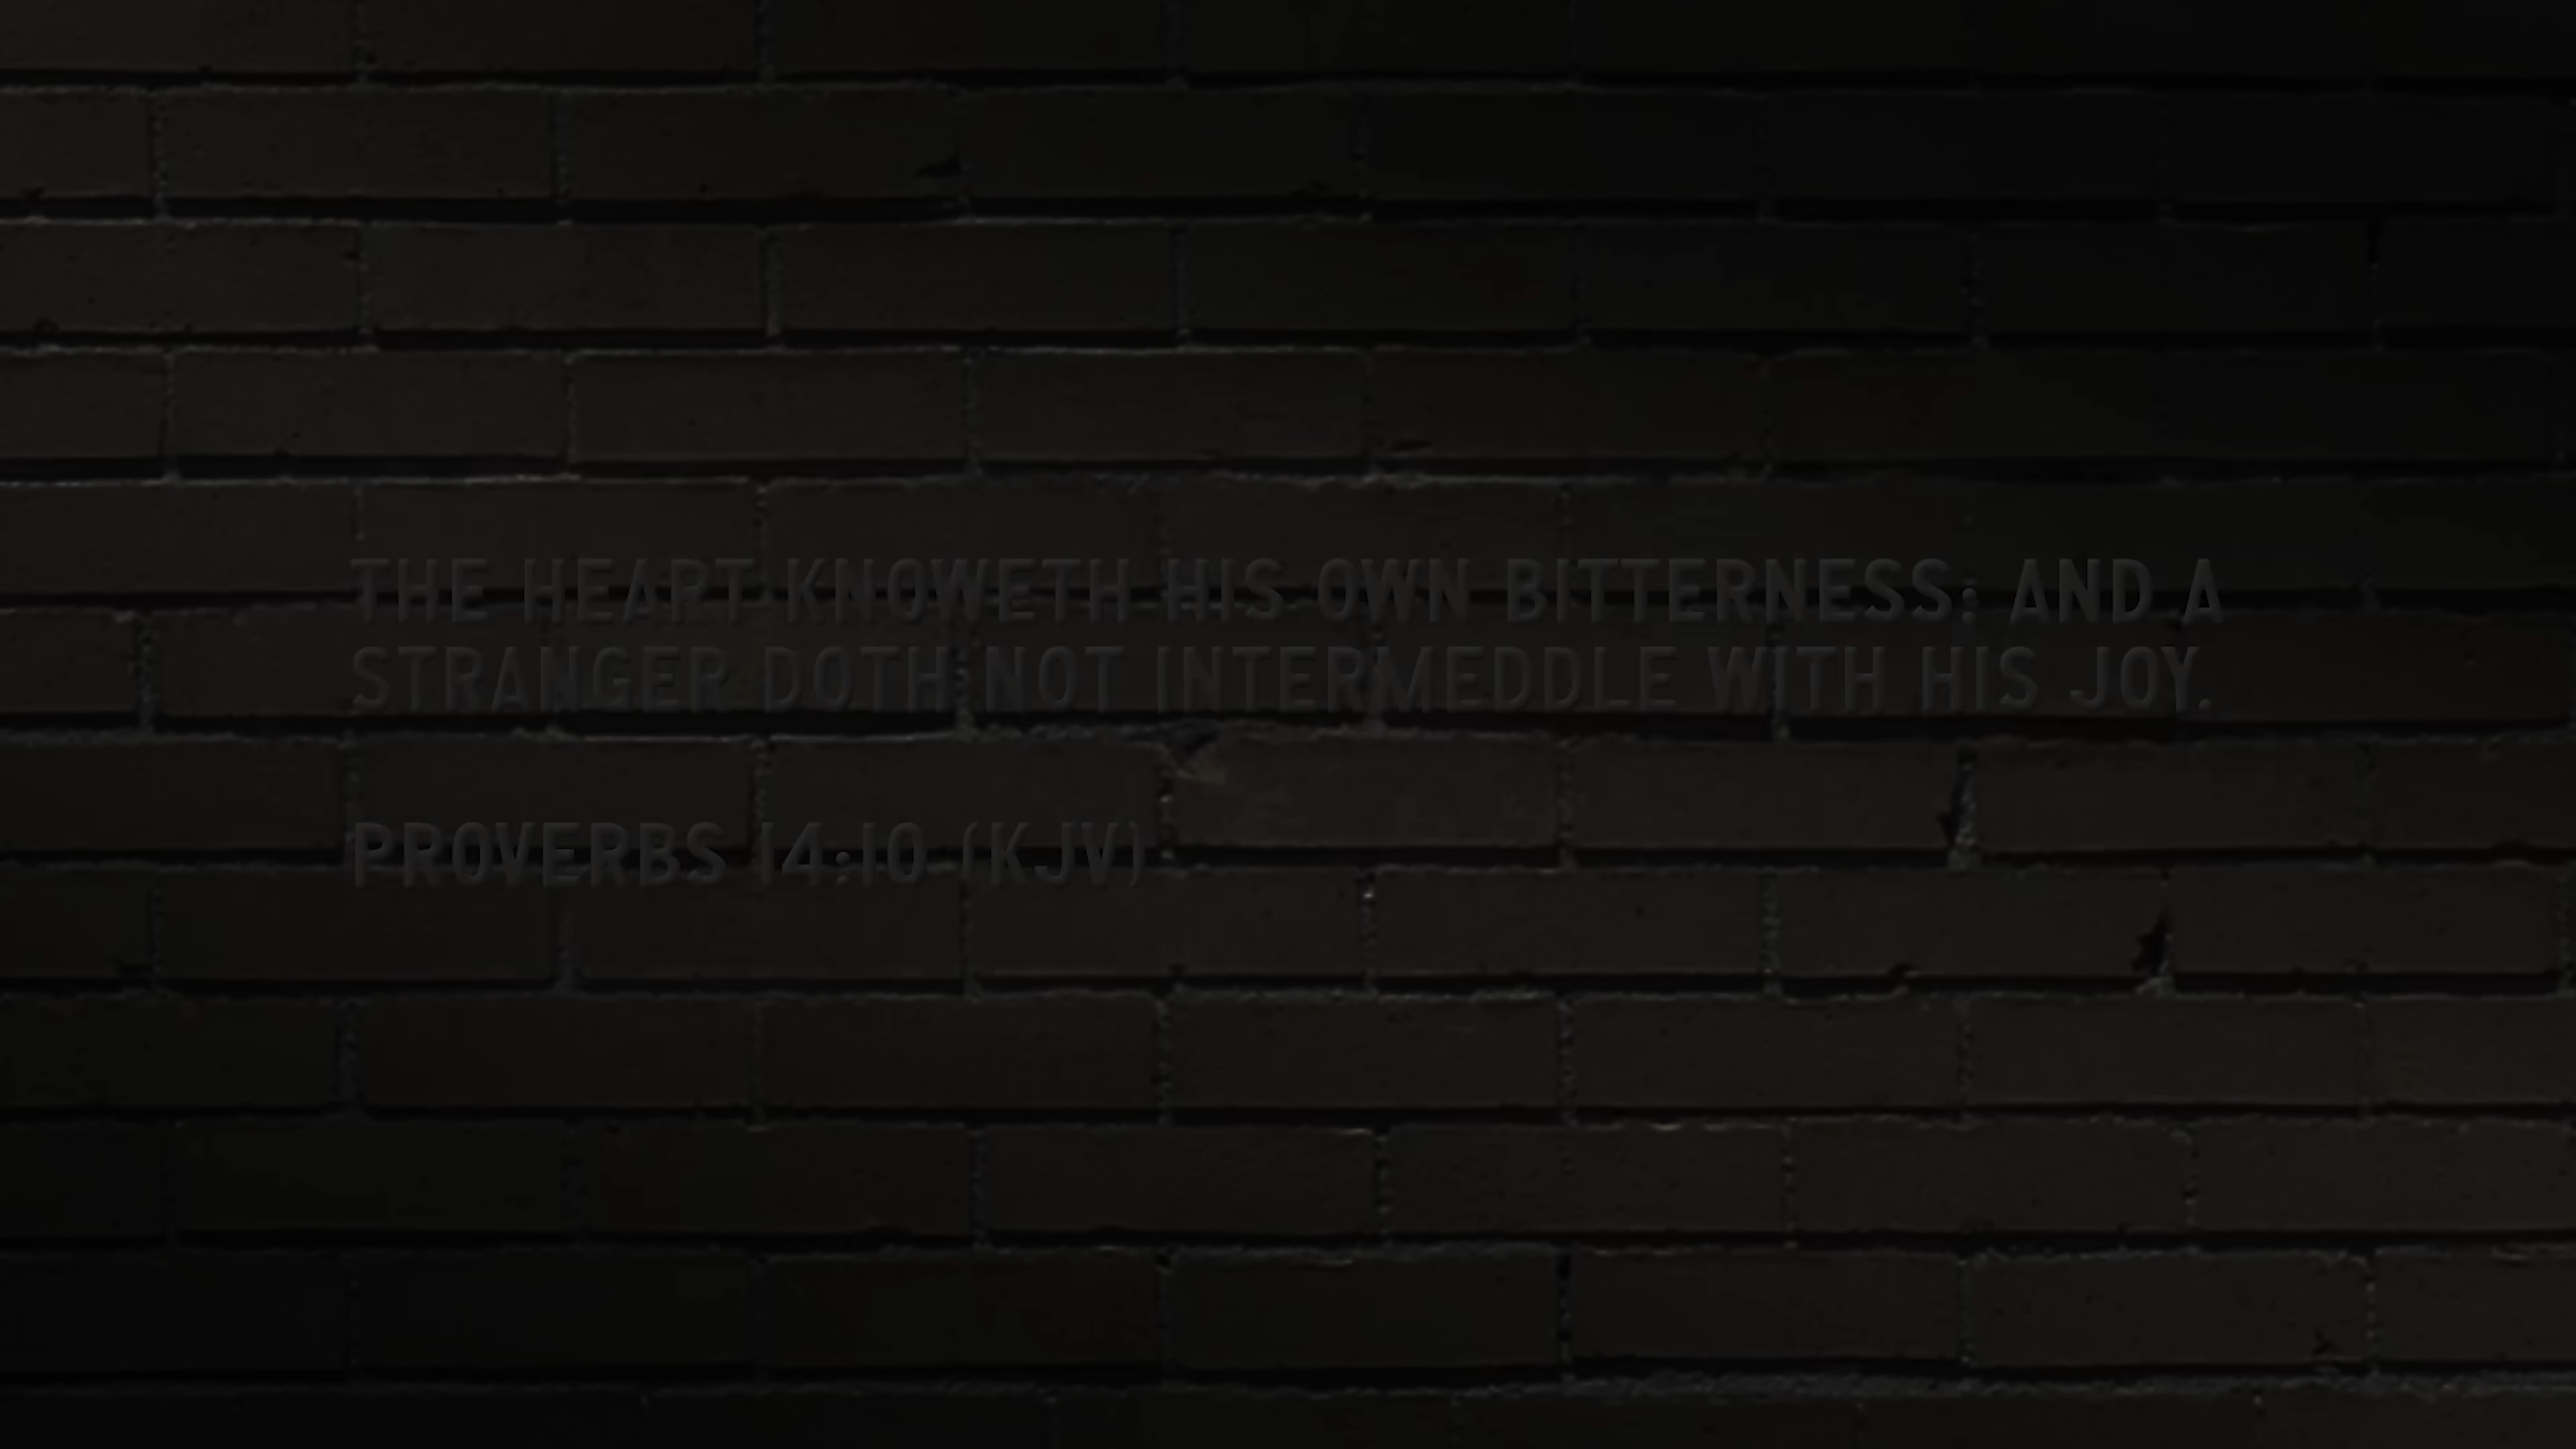 THE HEART KNOWETH HIS OWN BITTERNESS; AND A
STRANGER DOTH NOT INTERMEDDLE WITH HIS JOY.
PROVERBS 14:10 (KJV)